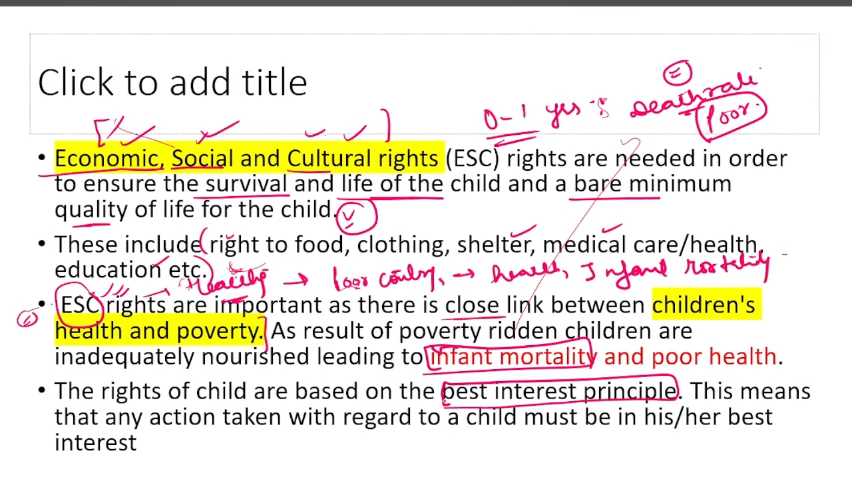 Click to add title
0-1 yes : Deathrate
Poor.
• Economic, Social and Cultural rights (ESC) rights are needed in order
to ensure the survival and life of the child and a bare minimum
quality of life for the child.
• These include right to food, clothing, shelter, medical care/health,
education etc.
→ Healthy → poor country, → health, Infant mortality
• ESC rights are important as there is close link between children's
health and poverty. As result of poverty ridden children are
inadequately nourished leading to infant mortality and poor health.
• The rights of child are based on the best interest principle. This means
that any action taken with regard to a child must be in his/her best
interest